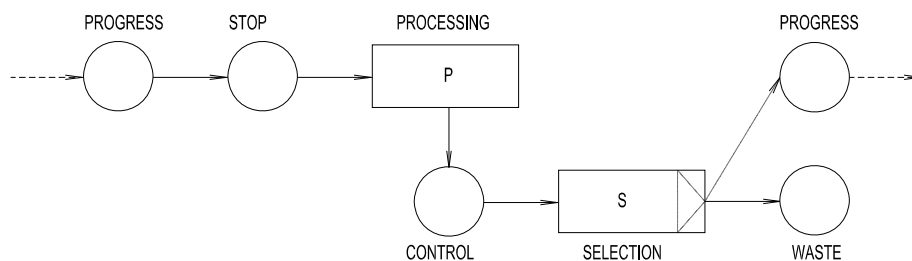 PROGRESS
STOP
PROCESSING
PROGRESS
P
S
CONTROL
SELECTION
WASTE